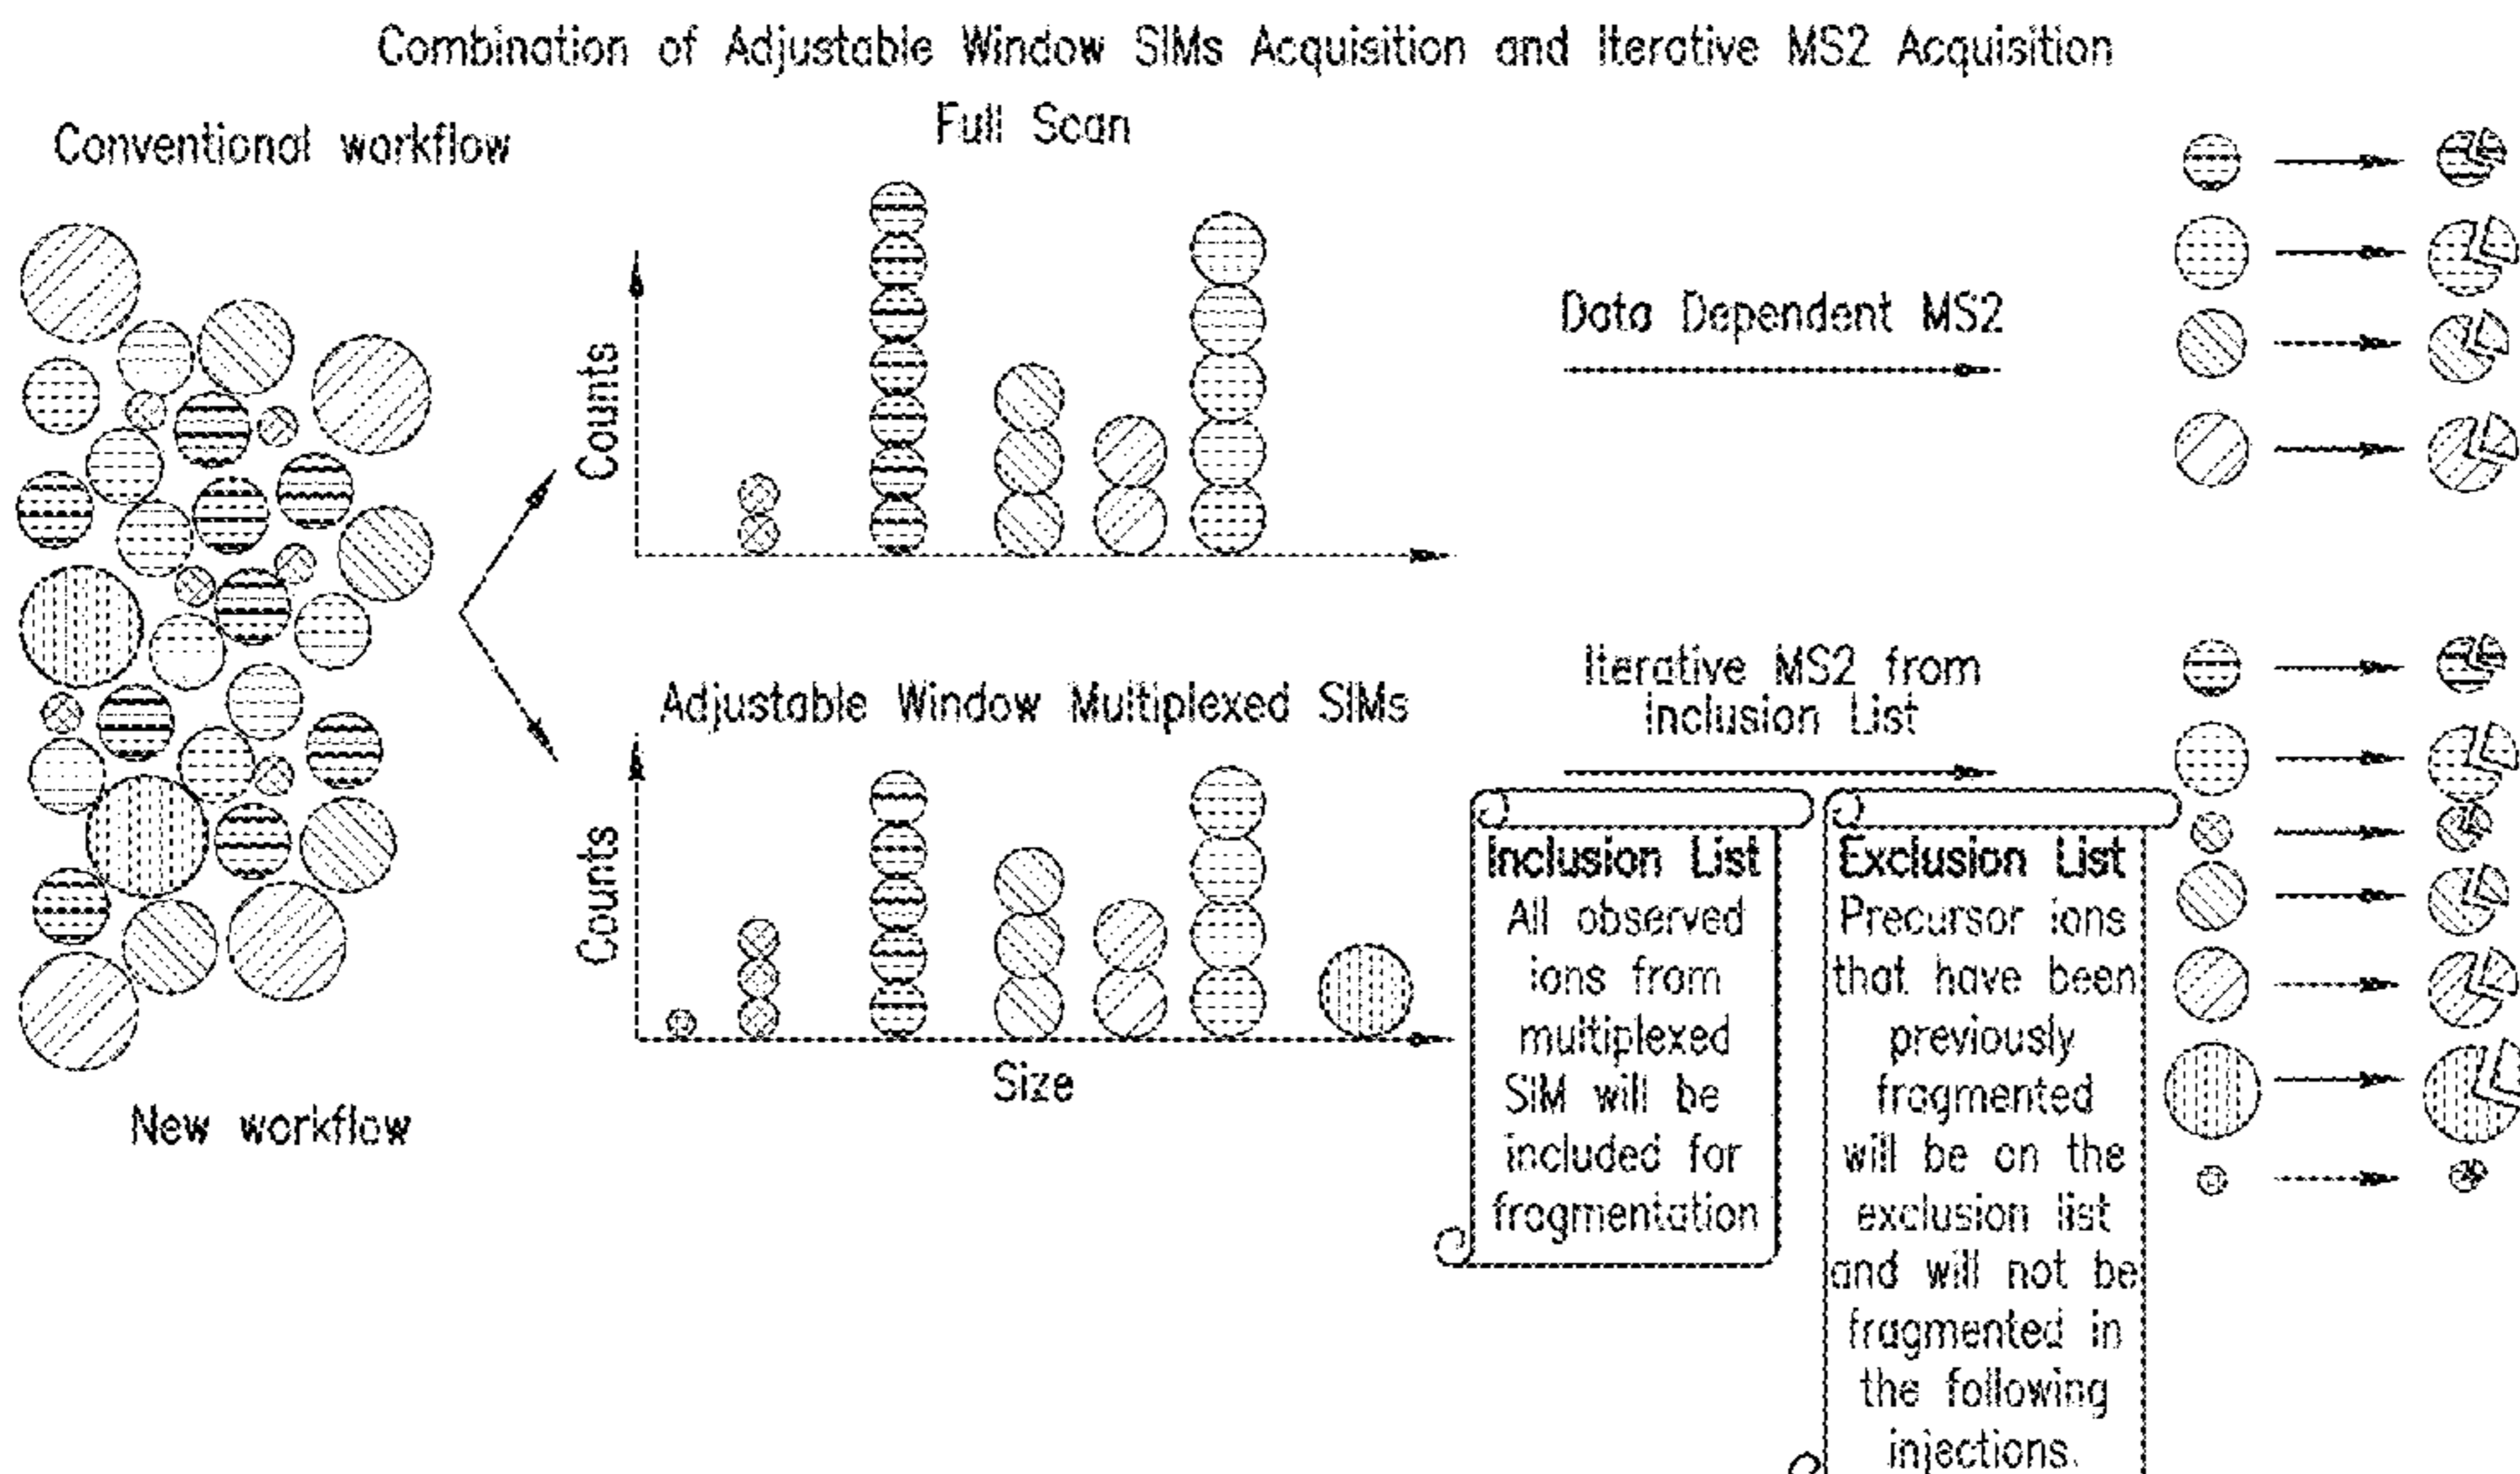 Combination of Adjustable Window SIMs Acquisition and Iterative MS2 Acquisition
Conventional workflow
Full Scan
Counts
Data Dependent MS2
Adjustable Window Multiplexed SIMs
Counts
Size
New workflow
Iterative MS2 from
Inclusion List
Inclusion List
All observed
ions from
multiplexed
SIM will be
included for
fragmentation
Exclusion List
Precursor ions
that have been
previously
fragmented
will be on the
exclusion list
and will not be
fragmented in
the following
injections.